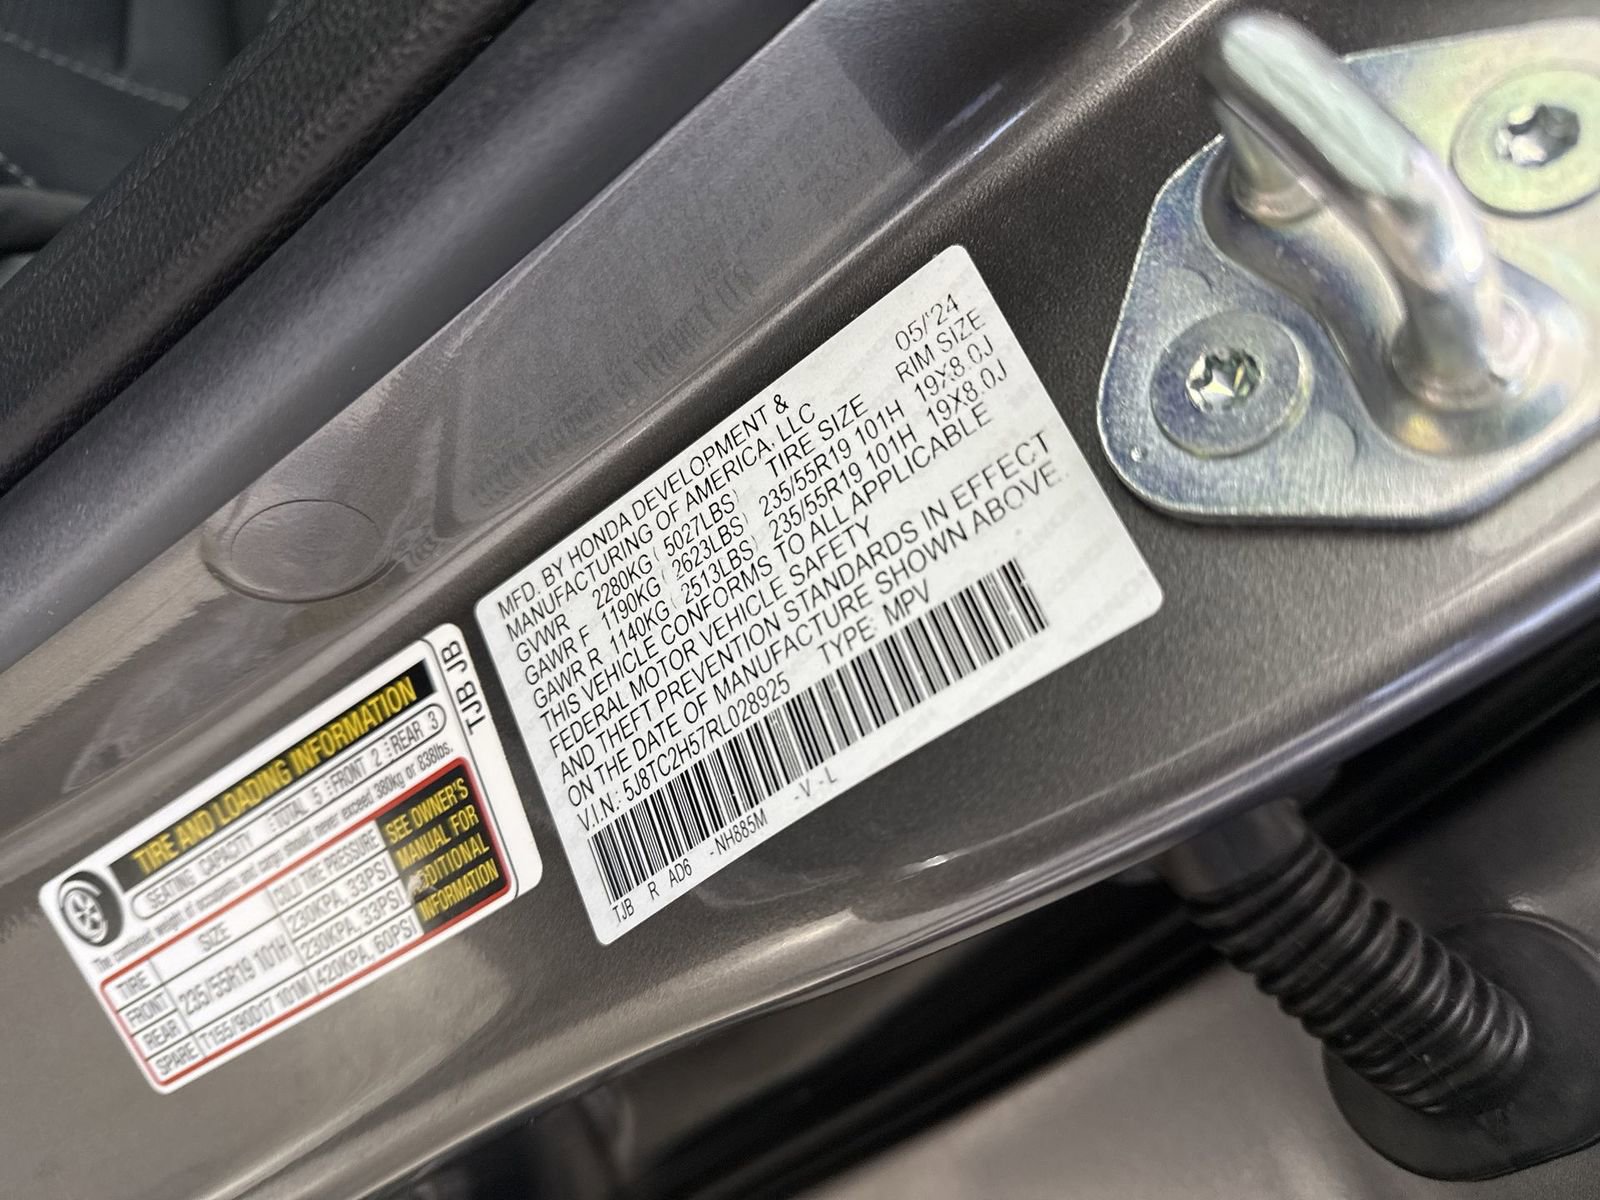 MFD. BY HONDA DEVELOPMENT & 05/'24
MANUFACTURING OF AMERICA, LLC RIM SIZE
GVWR 2280KG( 5027LBS) TIRE SIZE 19X8.0J
GAWR F 1190KG( 2623LBS) 235/55R19 101H 19X8.0J
GAWR R 1140KG( 2513LBS) 235/55R19 101H
THIS VEHICLE CONFORMS TO ALL APPLICABLE
FEDERAL MOTOR VEHICLE SAFETY
AND THEFT PREVENTION STANDARDS IN EFFECT
ON THE DATE OF MANUFACTURE SHOWN ABOVE
V.I.N.: 5J8TC2H57RL028925 TYPE: MPV
TJB R AD6 -NH885M -V -L
TIRE AND LOADING INFORMATION
SEATING CAPACITY TOTAL 5 FRONT 2 REAR 3
The combined weight of occupants and cargo should never exceed 380kg or 838lbs.
TIRE SIZE COLD TIRE PRESSURE
FRONT 235/55R19 101H 230KPA, 33PSI
REAR 230KPA, 33PSI
SPARE T155/90D17 101M 420KPA, 60PSI
SEE OWNER'S
MANUAL FOR
ADDITIONAL
INFORMATION
TJB JB